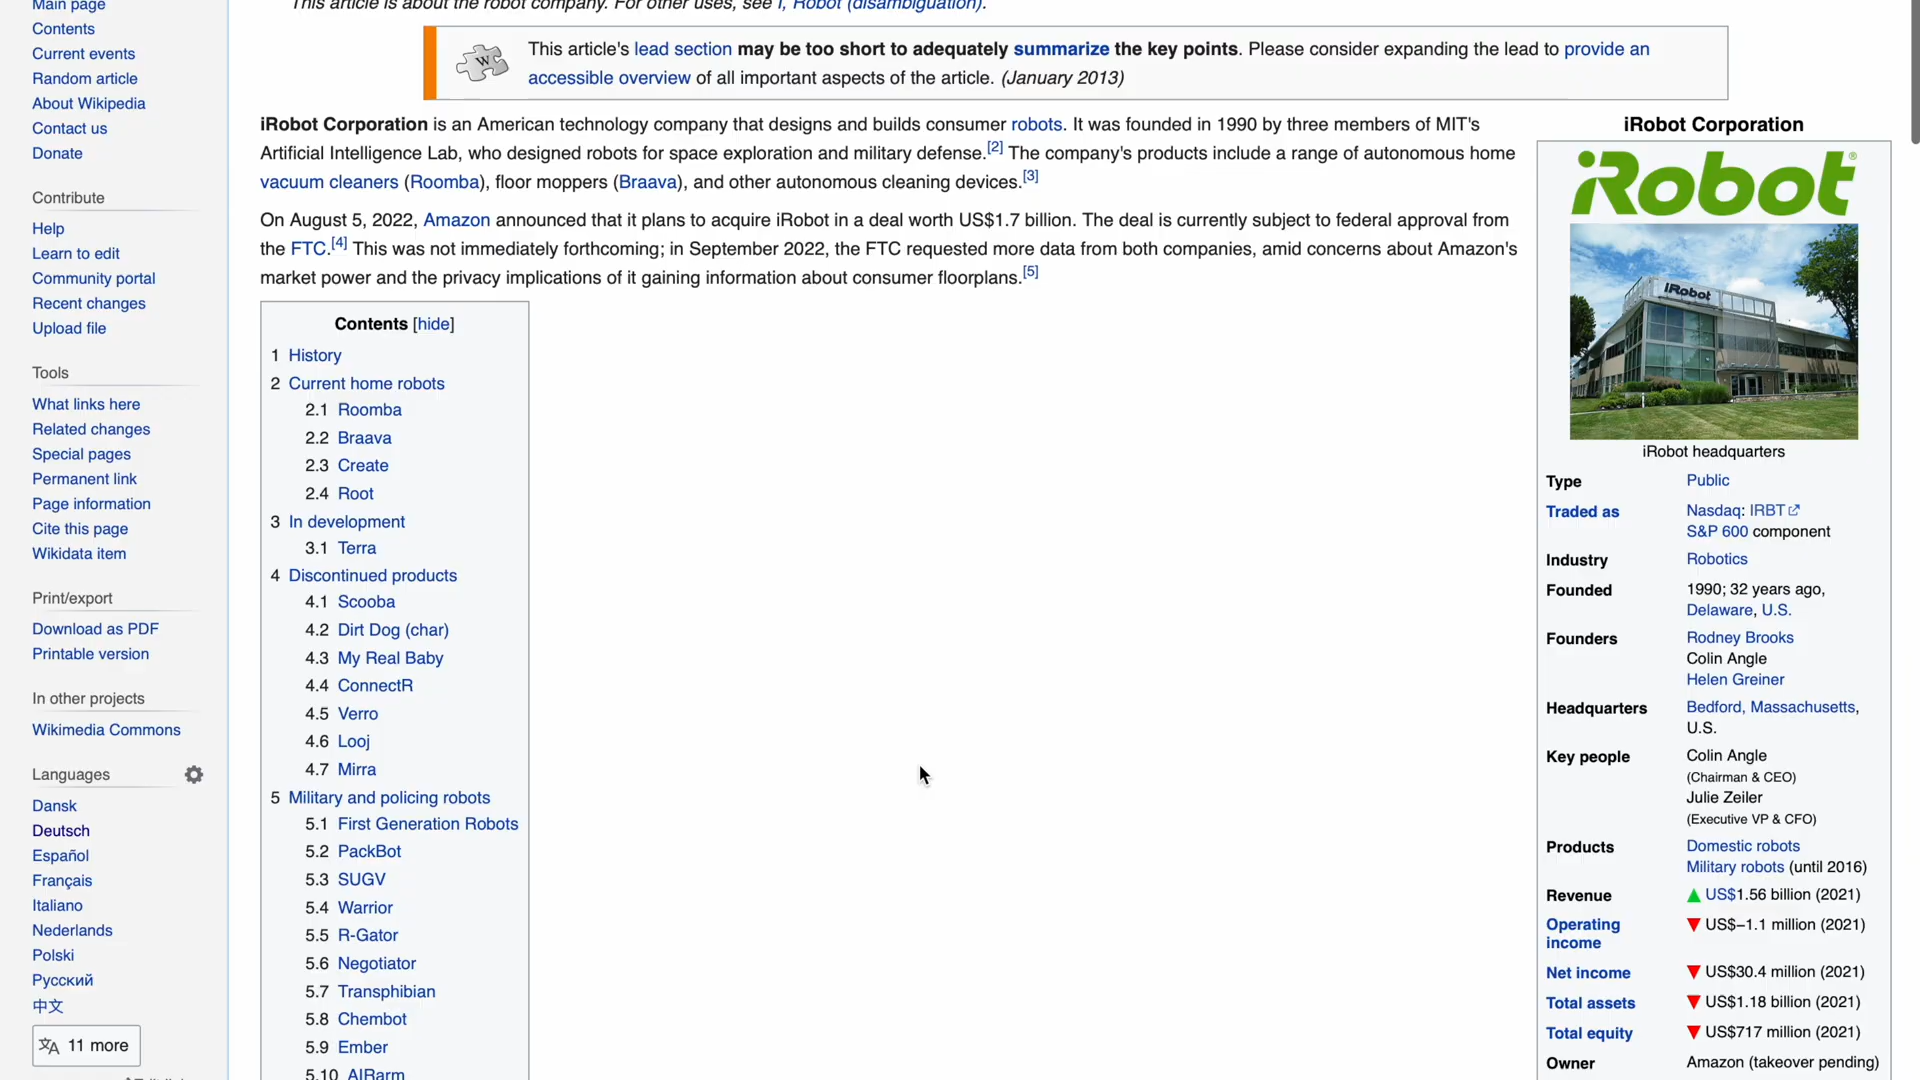 Main page
Contents
Current events
Random article
About Wikipedia
Contact us
Donate
Contribute
Help
Learn to edit
Community portal
Recent changes
Upload file
Tools
What links here
Related changes
Special pages
Permanent link
Page information
Cite this page
Wikidata item
Print/export
Download as PDF
Printable version
In other projects
Wikimedia Commons
Languages
Dansk
Deutsch
Español
Français
Italiano
Nederlands
Polski
Русский
中文
11 more
This article is about the robot company. For other uses, see I, Robot (disambiguation).
W
This article's lead section may be too short to adequately summarize the key points. Please consider expanding the lead to provide an
accessible overview of all important aspects of the article. (January 2013)
iRobot Corporation is an American technology company that designs and builds consumer robots. It was founded in 1990 by three members of MIT's
Artificial Intelligence Lab, who designed robots for space exploration and military defense.[2] The company's products include a range of autonomous home
vacuum cleaners (Roomba), floor moppers (Braava), and other autonomous cleaning devices.[3]
On August 5, 2022, Amazon announced that it plans to acquire iRobot in a deal worth US$1.7 billion. The deal is currently subject to federal approval from
the FTC.[4] This was not immediately forthcoming; in September 2022, the FTC requested more data from both companies, amid concerns about Amazon's
market power and the privacy implications of it gaining information about consumer floorplans.[5]
Contents [hide]
1 History
2 Current home robots
2.1 Roomba
2.2 Braava
2.3 Create
2.4 Root
3 In development
3.1 Terra
4 Discontinued products
4.1 Scooba
4.2 Dirt Dog (char)
4.3 My Real Baby
4.4 ConnectR
4.5 Verro
4.6 Looj
4.7 Mirra
5 Military and policing robots
5.1 First Generation Robots
5.2 PackBot
5.3 SUGV
5.4 Warrior
5.5 R-Gator
5.6 Negotiator
5.7 Transphibian
5.8 Chembot
5.9 Ember
5.10 AIRarm
iRobot Corporation
iRobot®
iRobot
iRobot headquarters
Type Public
Traded as Nasdaq: IRBT
S&P 600 component
Industry Robotics
Founded 1990; 32 years ago,
Delaware, U.S.
Founders Rodney Brooks
Colin Angle
Helen Greiner
Headquarters Bedford, Massachusetts,
U.S.
Key people Colin Angle
(Chairman & CEO)
Julie Zeiler
(Executive VP & CFO)
Products Domestic robots
Military robots (until 2016)
Revenue ▲ US$1.56 billion (2021)
Operating ▼ US$−1.1 million (2021)
income
Net income ▼ US$30.4 million (2021)
Total assets ▼ US$1.18 billion (2021)
Total equity ▼ US$717 million (2021)
Owner Amazon (takeover pending)